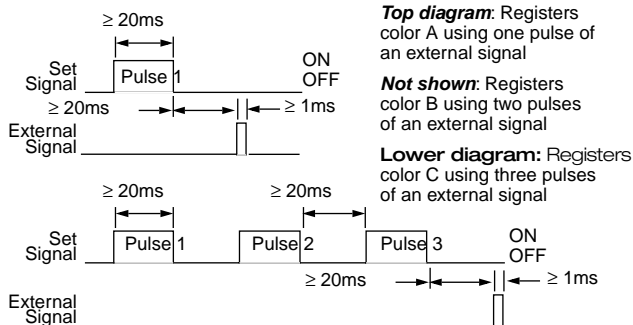 ≥ 20ms
Set
Signal
Pulse 1
ON
OFF
≥ 20ms
≥ 1ms
External
Signal
Top diagram: Registers
color A using one pulse of
an external signal
Not shown: Registers
color B using two pulses
of an external signal
Lower diagram: Registers
color C using three pulses
of an external signal
≥ 20ms
≥ 20ms
Set
Signal
Pulse 1
Pulse 2
Pulse 3
ON
OFF
≥ 20ms
≥ 1ms
External
Signal